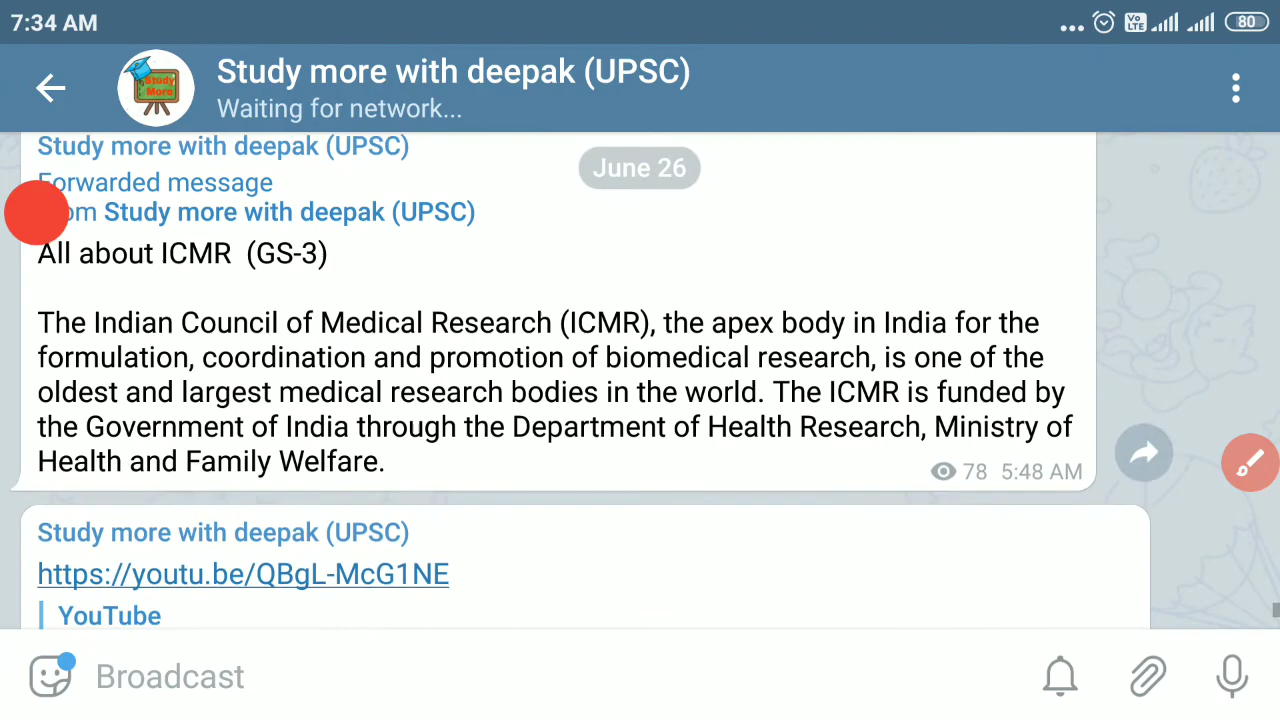 7:34 AM
VO LTE
80
Study more with deepak (UPSC)
Waiting for network...
Study More
Study more with deepak (UPSC)
June 26
Forwarded message
From Study more with deepak (UPSC)
All about ICMR (GS-3)
The Indian Council of Medical Research (ICMR), the apex body in India for the
formulation, coordination and promotion of biomedical research, is one of the
oldest and largest medical research bodies in the world. The ICMR is funded by
the Government of India through the Department of Health Research, Ministry of
Health and Family Welfare.
78 5:48 AM
Study more with deepak (UPSC)
https://youtu.be/QBgL-McG1NE
YouTube
Broadcast